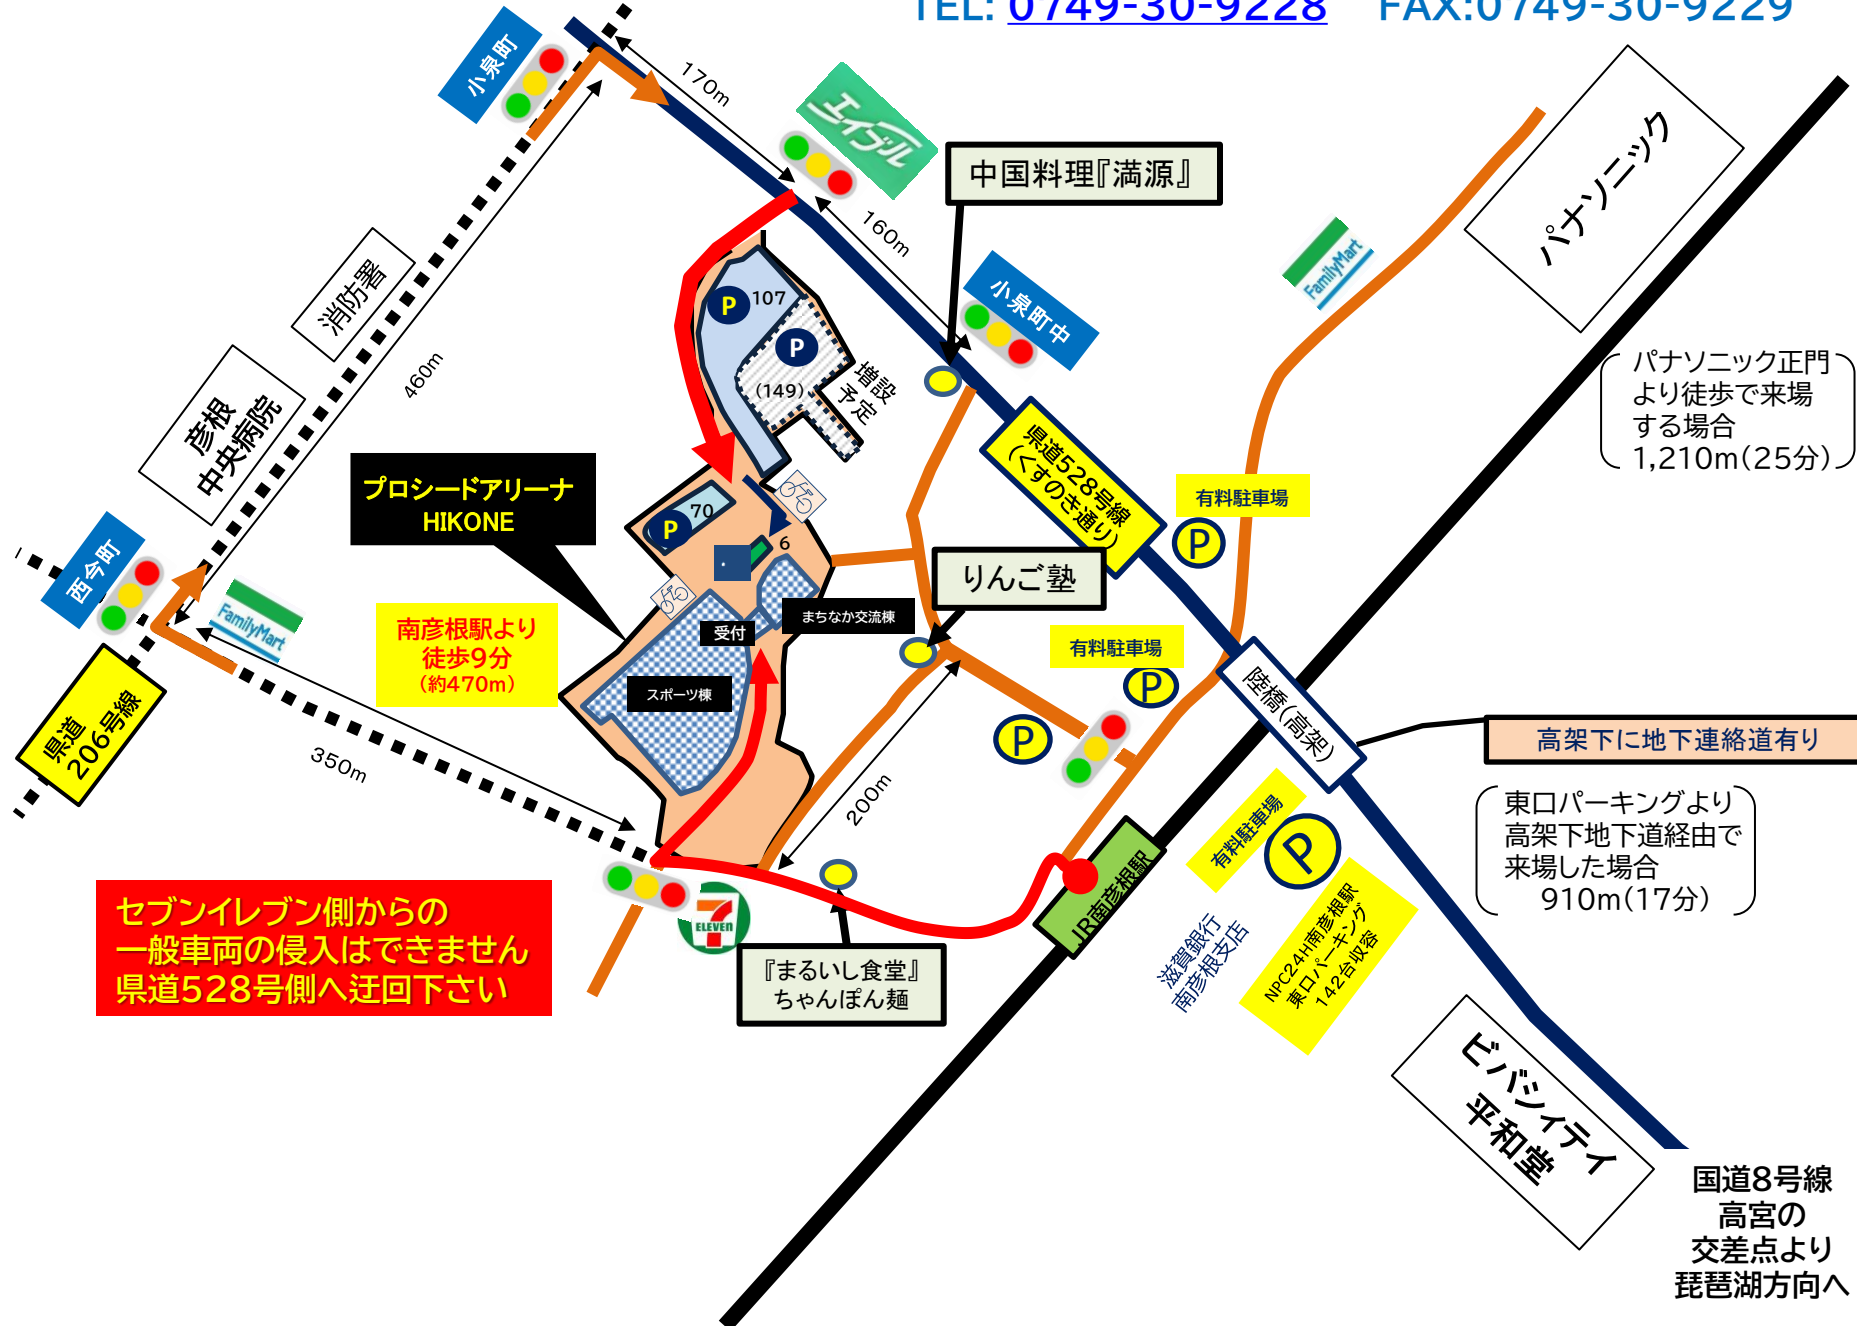 TEL: 0749-30-9228 FAX:0749-30-9229
小泉町
170m
エイブル
中国料理『満源』
パナソニック
160m
FamilyMart
消防署
小泉町中
P 107
P
(149)
増設
予定
460m
彦根
中央病院
パナソニック正門
より徒歩で来場
する場合
1,210m(25分)
県道528号線
(くすのき通り)
プロシードアリーナ
HIKONE
有料駐車場
P
P 70
6
西今町
りんご塾
FamilyMart
南彦根駅より
徒歩9分
(約470m)
受付
まちなか交流棟
有料駐車場
P
スポーツ棟
陸橋(高架)
県道
206号線
P
高架下に地下連絡道有り
350m
200m
東口パーキングより
高架下地下道経由で
来場した場合
910m(17分)
有料駐車場
P
JR南彦根駅
セブンイレブン側からの
一般車両の侵入はできません
県道528号側へ迂回下さい
7
ELEVEN
滋賀銀行
南彦根支店
NPC24H南彦根駅
東口パーキング
142台収容
『まるいし食堂』
ちゃんぽん麺
ビバシィテイ
平和堂
国道8号線
高宮の
交差点より
琵琶湖方向へ